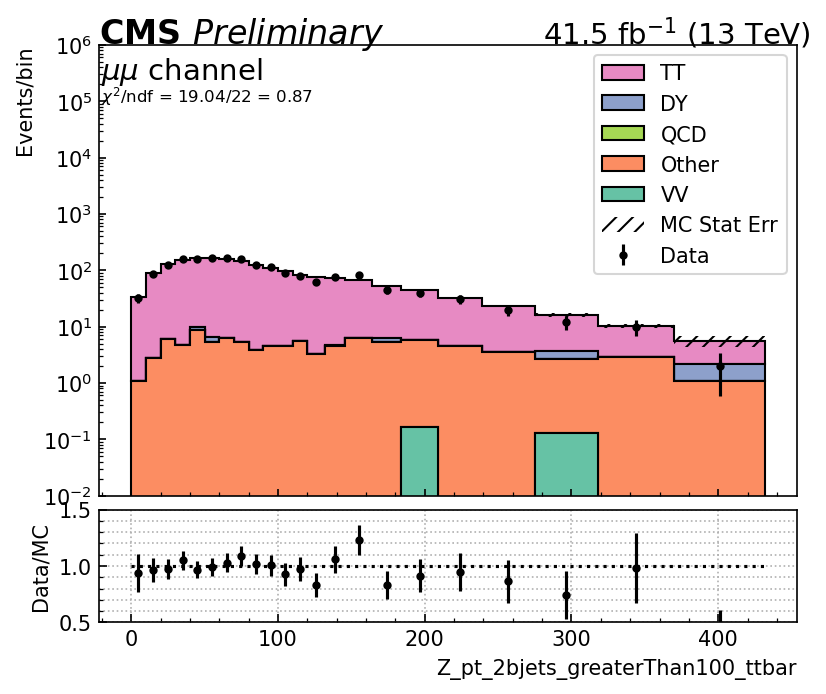 CMS Preliminary 41.5 fb⁻¹ (13 TeV)
μμ channel
χ²/ndf = 19.04/22 = 0.87
Events/bin
10⁶
10⁵
10⁴
10³
10²
10¹
10⁰
10⁻¹
10⁻²
TT
DY
QCD
Other
VV
MC Stat Err
Data
Data/MC
1.5
1.0
0.5
0 100 200 300 400
Z_pt_2bjets_greaterThan100_ttbar